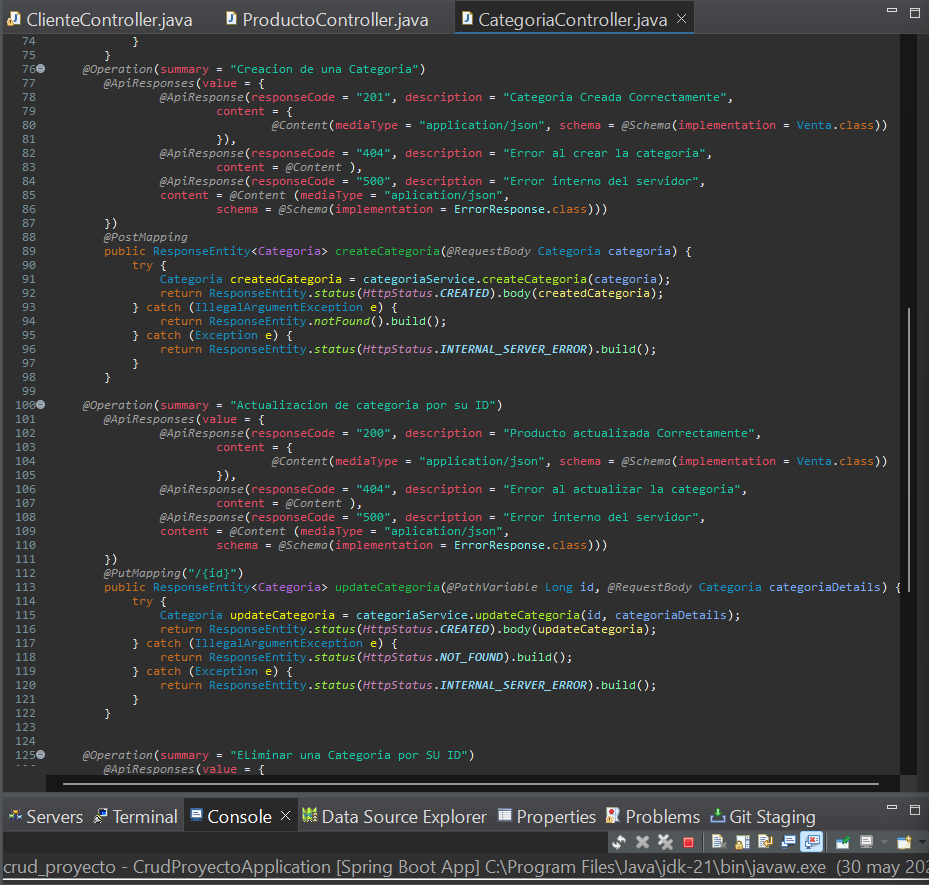 ClienteController.java ProductoController.java CategoriaController.java
74 }
75 }
76 @Operation(summary = "Creacion de una Categoria")
77 @ApiResponses(value = {
78 @ApiResponse(responseCode = "201", description = "Categoria Creada Correctamente",
79 content = {
80 @Content(mediaType = "application/json", schema = @Schema(implementation = Venta.class))
81 }),
82 @ApiResponse(responseCode = "404", description = "Error al crear la categoria",
83 content = @Content ),
84 @ApiResponse(responseCode = "500", description = "Error interno del servidor",
85 content = @Content (mediaType = "aplication/json",
86 schema = @Schema(implementation = ErrorResponse.class)))
87 })
88 @PostMapping
89 public ResponseEntity<Categoria> createCategoria(@RequestBody Categoria categoria) {
90 try {
91 Categoria createdCategoria = categoriaService.createCategoria(categoria);
92 return ResponseEntity.status(HttpStatus.CREATED).body(createdCategoria);
93 } catch (IllegalArgumentException e) {
94 return ResponseEntity.notFound().build();
95 } catch (Exception e) {
96 return ResponseEntity.status(HttpStatus.INTERNAL_SERVER_ERROR).build();
97 }
98 }
99
100 @Operation(summary = "Actualizacion de categoria por su ID")
101 @ApiResponses(value = {
102 @ApiResponse(responseCode = "200", description = "Producto actualizada Correctamente",
103 content = {
104 @Content(mediaType = "application/json", schema = @Schema(implementation = Venta.class))
105 }),
106 @ApiResponse(responseCode = "404", description = "Error al actualizar la categoria",
107 content = @Content ),
108 @ApiResponse(responseCode = "500", description = "Error interno del servidor",
109 content = @Content (mediaType = "aplication/json",
110 schema = @Schema(implementation = ErrorResponse.class)))
111 })
112 @PutMapping("/{id}")
113 public ResponseEntity<Categoria> updateCategoria(@PathVariable Long id, @RequestBody Categoria categoriaDetails) {
114 try {
115 Categoria updateCategoria = categoriaService.updateCategoria(id, categoriaDetails);
116 return ResponseEntity.status(HttpStatus.CREATED).body(updateCategoria);
117 } catch (IllegalArgumentException e) {
118 return ResponseEntity.status(HttpStatus.NOT_FOUND).build();
119 } catch (Exception e) {
120 return ResponseEntity.status(HttpStatus.INTERNAL_SERVER_ERROR).build();
121 }
122 }
123
124
125 @Operation(summary = "ELiminar una Categoria por SU ID")
@ApiResponses(value = {
Servers Terminal Console Data Source Explorer Properties Problems Git Staging
crud_proyecto - CrudProyectoApplication [Spring Boot App] C:\Program Files\Java\jdk-21\bin\javaw.exe (30 may 202